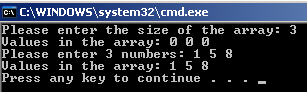 C:\WINDOWS\system32\cmd.exe
Please enter the size of the array: 3
Values in the array: 0 0 0
Please enter 3 numbers: 1 5 8
Values in the array: 1 5 8
Press any key to continue . . . _